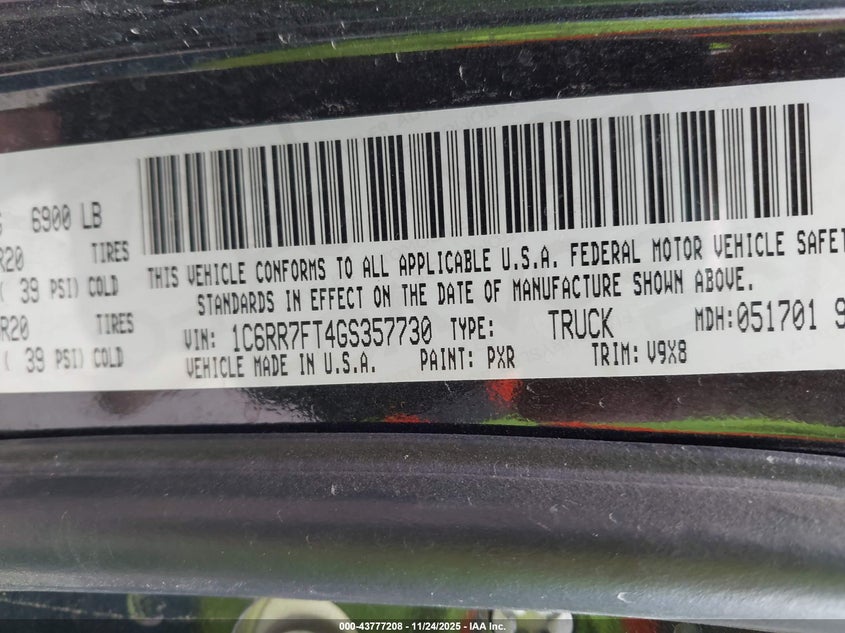 6900 LB
R20 TIRES
( 39 PSI) COLD
R20 TIRES
( 39 PSI) COLD
THIS VEHICLE CONFORMS TO ALL APPLICABLE U.S.A. FEDERAL MOTOR VEHICLE SAFET
STANDARDS IN EFFECT ON THE DATE OF MANUFACTURE SHOWN ABOVE.
VIN: 1C6RR7FT4GS357730 TYPE: TRUCK MDH:051701 9
VEHICLE MADE IN U.S.A. PAINT: PXR TRIM: V9X8
000-43777208 - 11/24/2025 - IAA Inc.